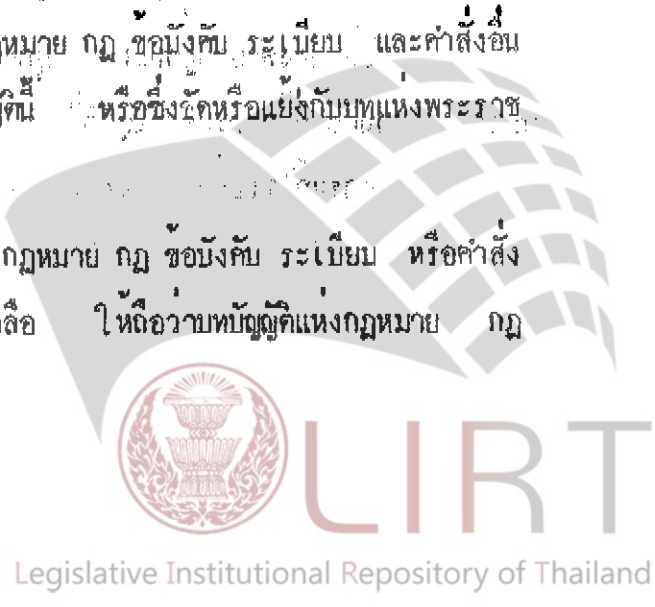 หมาย กฎ ข้อบังคับ ระเบียบ และคำสั่งอื่น
หรือซึ่งขัดหรือแย้งกับบทแห่งพระราช
กฎหมาย กฎ ข้อบังคับ ระเบียบ หรือคำสั่ง
ให้ถือว่าบทบัญญัติแห่งกฎหมาย กฎ
LIRT
Legislative Institutional Repository of Thailand